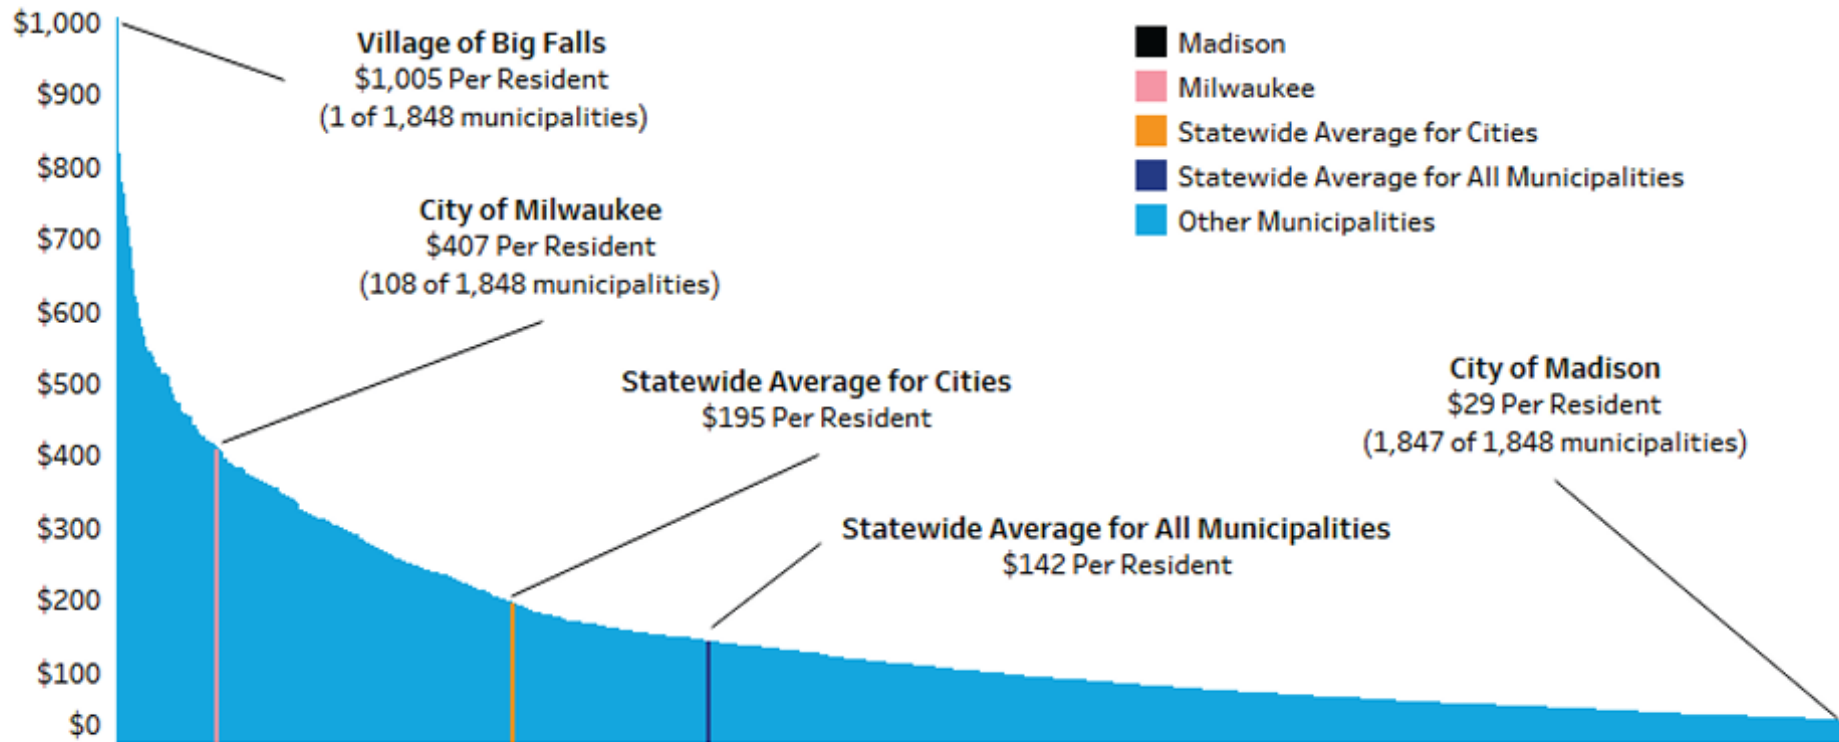 $1,000
$900
$800
$700
$600
$500
$400
$300
$200
$100
$0
Village of Big Falls
$1,005 Per Resident
(1 of 1,848 municipalities)
City of Milwaukee
$407 Per Resident
(108 of 1,848 municipalities)
Statewide Average for Cities
$195 Per Resident
Statewide Average for All Municipalities
$142 Per Resident
City of Madison
$29 Per Resident
(1,847 of 1,848 municipalities)
Madison
Milwaukee
Statewide Average for Cities
Statewide Average for All Municipalities
Other Municipalities